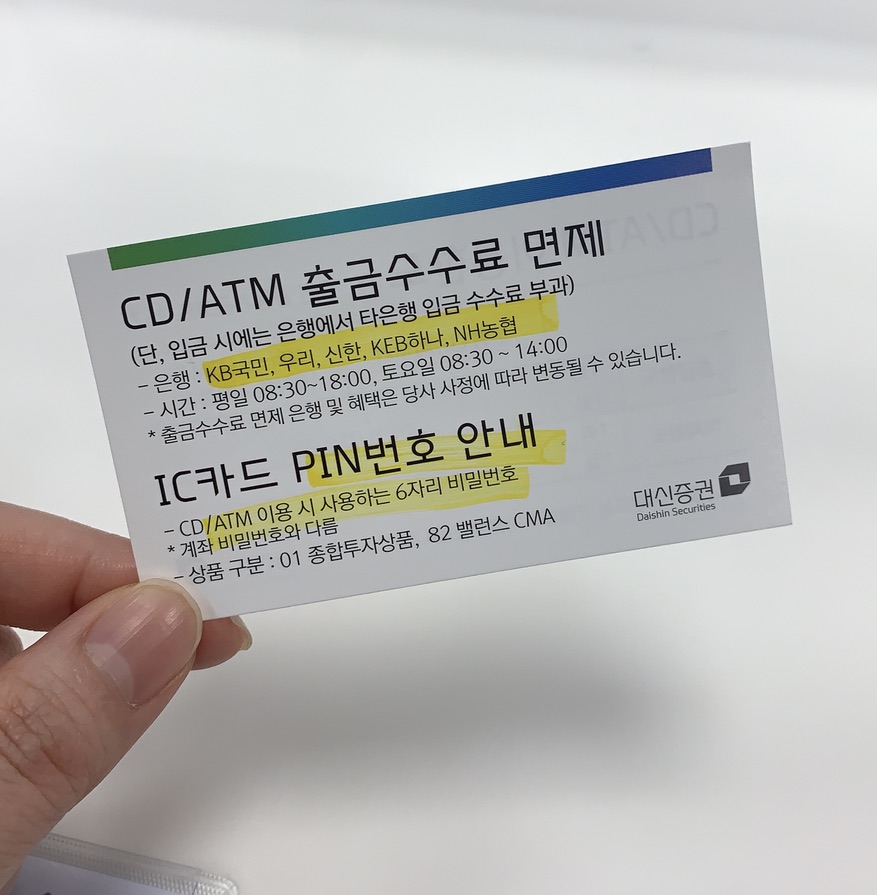 CD/ATM 출금수수료 면제
(단, 입금 시에는 은행에서 타은행 입금 수수료 부과)
- 은행 : KB국민, 우리, 신한, KEB하나, NH농협
- 시간 : 평일 08:30~18:00, 토요일 08:30 ~ 14:00
* 출금수수료 면제 은행 및 혜택은 당사 사정에 따라 변동될 수 있습니다.
IC카드 PIN번호 안내
- CD/ATM 이용 시 사용하는 6자리 비밀번호
* 계좌 비밀번호와 다름
- 상품 구분 : 01 종합투자상품, 82 밸런스 CMA
대신증권
Daishin Securities